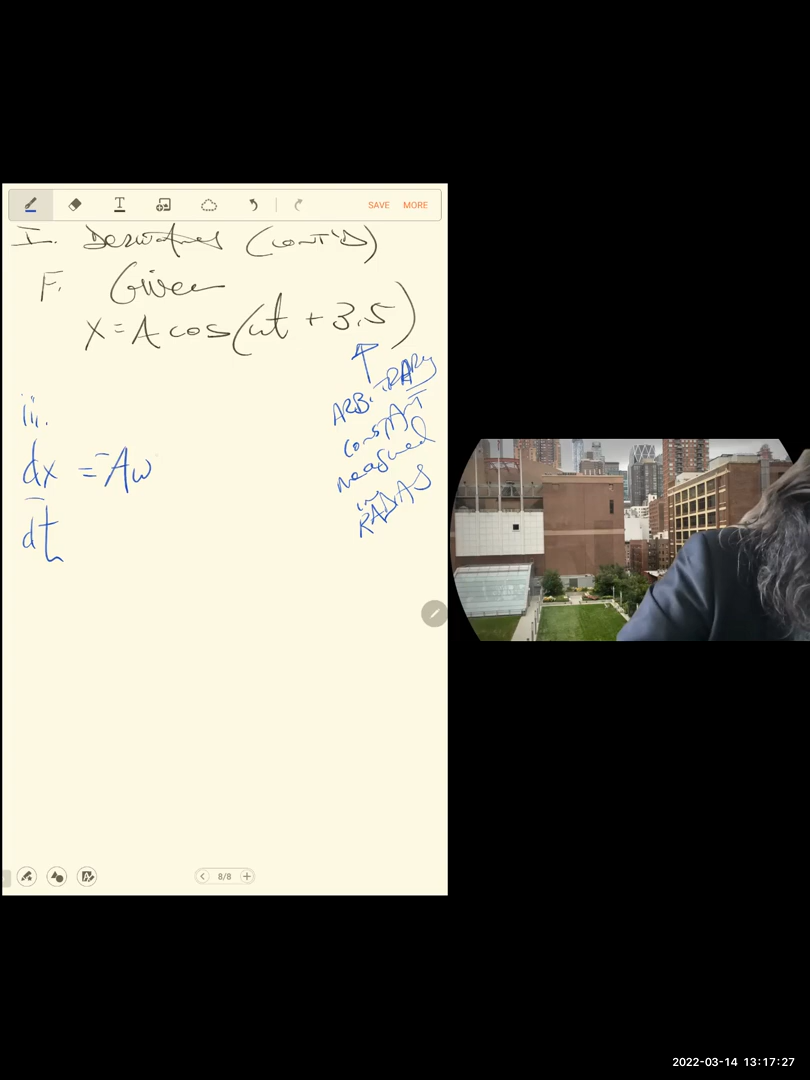 SAVE MORE
I. Derivatives (CONT'D)
F. Given
x = A cos(ωt + 3.5)
ARBITRARY
CONSTANT
measured
in
RADIANS
ii.
dx = -Aω
dt
8/8
2022-03-14 13:17:27